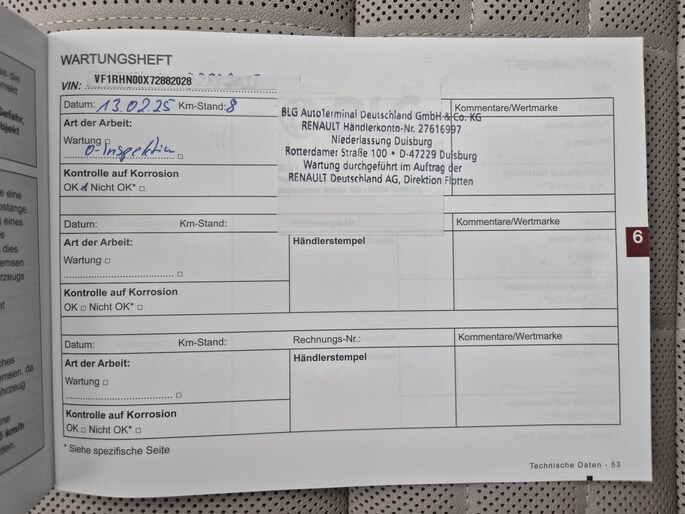 WARTUNGSHEFT
VIN: VF1RHN00X72882028
Datum: 13.02.25 Km-Stand: 8
Kommentare/Wertmarke
BLG AutoTerminal Deutschland GmbH & Co. KG
RENAULT Händlerkonto-Nr. 27616997
Niederlassung Duisburg
Rotterdamer Straße 100 • D-47229 Duisburg
Wartung durchgeführt im Auftrag der
RENAULT Deutschland AG, Direktion Flotten
Art der Arbeit:
Wartung □
0-Inspektion □
Kontrolle auf Korrosion
OK Nicht OK* □
Datum: Km-Stand: Rechnungs-Nr.: Kommentare/Wertmarke
Art der Arbeit: Händlerstempel
Wartung □
□
Kontrolle auf Korrosion
OK □ Nicht OK* □
Datum: Km-Stand: Rechnungs-Nr.: Kommentare/Wertmarke
Art der Arbeit: Händlerstempel
Wartung □
□
Kontrolle auf Korrosion
OK □ Nicht OK* □
* Siehe spezifische Seite
6
Technische Daten - 53